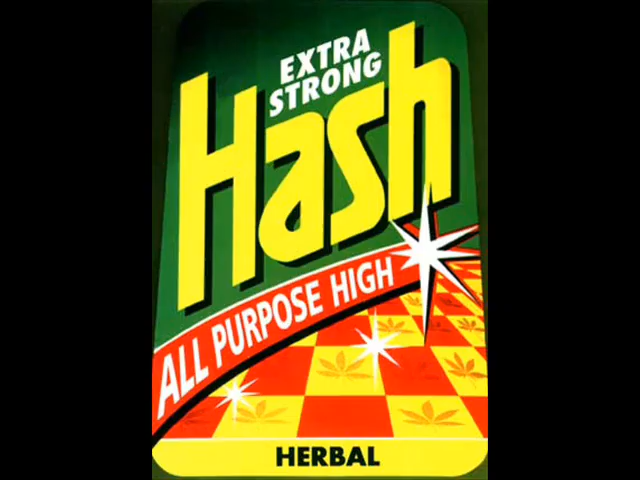 EXTRA
STRONG
Hash
ALL PURPOSE HIGH
HERBAL